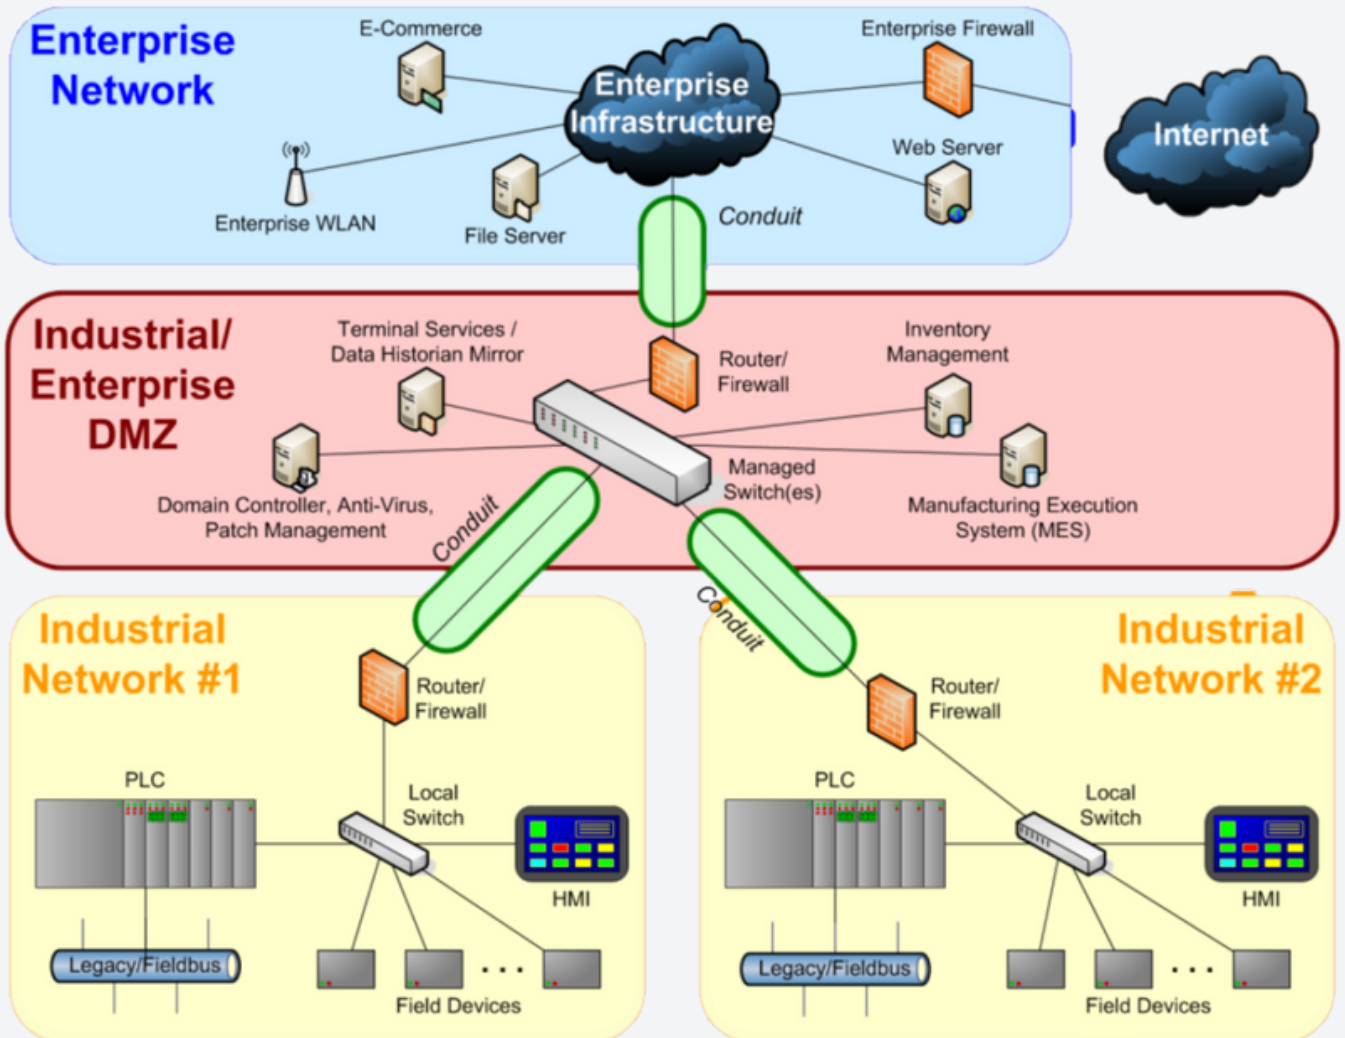 Enterprise
Network
E-Commerce
Enterprise
Infrastructure
Enterprise Firewall
Internet
Web Server
Enterprise WLAN
File Server
Conduit
Industrial/
Enterprise
DMZ
Terminal Services /
Data Historian Mirror
Router/
Firewall
Inventory
Management
Domain Controller, Anti-Virus,
Patch Management
Managed
Switch(es)
Manufacturing Execution
System (MES)
Conduit
Conduit
Industrial
Network #1
Router/
Firewall
PLC
Local
Switch
HMI
Legacy/Fieldbus
. . .
Field Devices
Industrial
Network #2
Router/
Firewall
PLC
Local
Switch
HMI
Legacy/Fieldbus
. . .
Field Devices